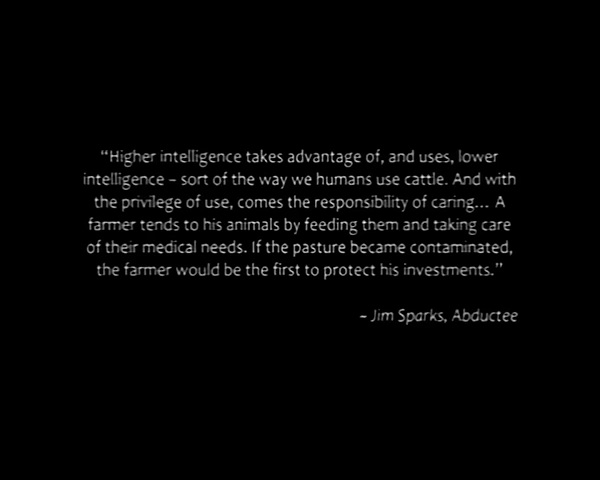 “Higher intelligence takes advantage of, and uses, lower
intelligence – sort of the way we humans use cattle. And with
the privilege of use, comes the responsibility of caring... A
farmer tends to his animals by feeding them and taking care
of their medical needs. If the pasture became contaminated,
the farmer would be the first to protect his investments.”
– Jim Sparks, Abductee